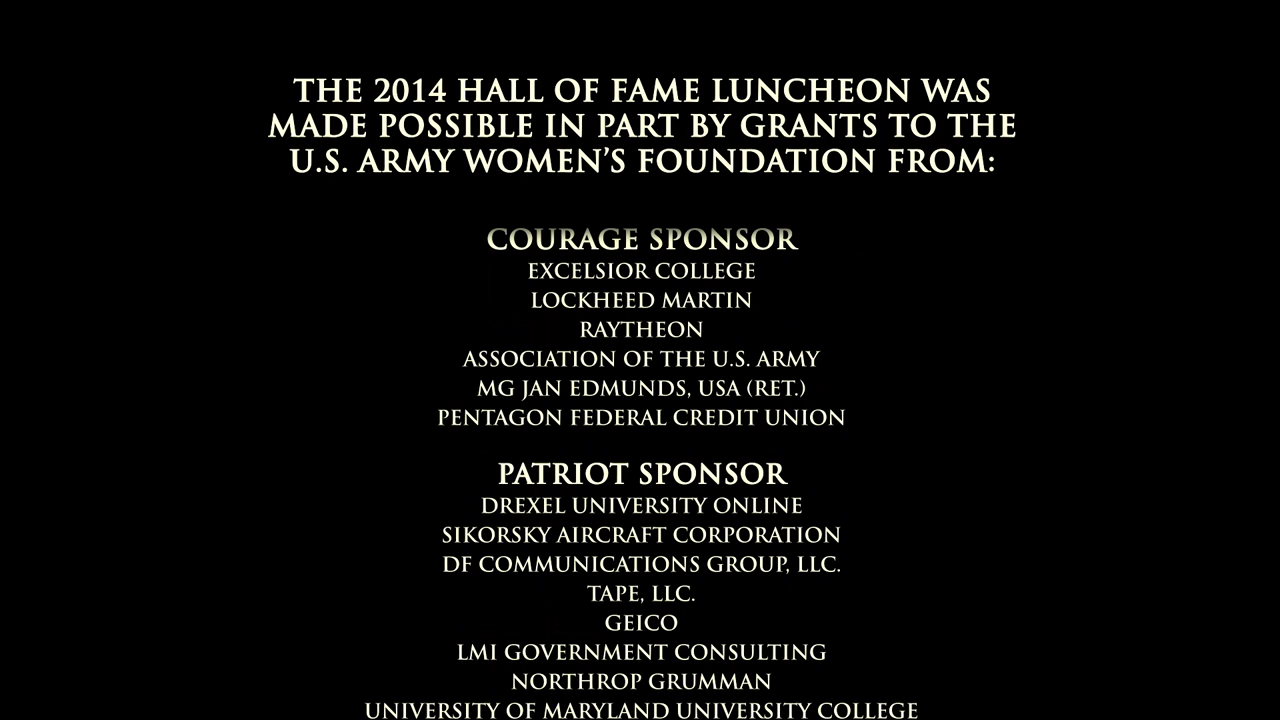 THE 2014 HALL OF FAME LUNCHEON WAS
MADE POSSIBLE IN PART BY GRANTS TO THE
U.S. ARMY WOMEN'S FOUNDATION FROM:
COURAGE SPONSOR
EXCELSIOR COLLEGE
LOCKHEED MARTIN
RAYTHEON
ASSOCIATION OF THE U.S. ARMY
MG JAN EDMUNDS, USA (RET.)
PENTAGON FEDERAL CREDIT UNION
PATRIOT SPONSOR
DREXEL UNIVERSITY ONLINE
SIKORSKY AIRCRAFT CORPORATION
DF COMMUNICATIONS GROUP, LLC.
TAPE, LLC.
GEICO
LMI GOVERNMENT CONSULTING
NORTHROP GRUMMAN
UNIVERSITY OF MARYLAND UNIVERSITY COLLEGE